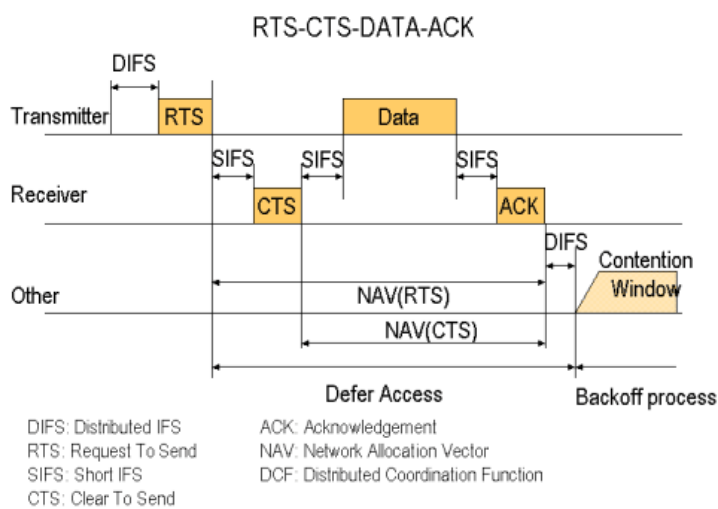 RTS-CTS-DATA-ACK
DIFS
Transmitter
RTS
Data
SIFS
SIFS
SIFS
Receiver
CTS
ACK
DIFS
Contention
Window
Other
NAV(RTS)
NAV(CTS)
Defer Access
Backoff process
DIFS: Distributed IFS
RTS: Request To Send
SIFS: Short IFS
CTS: Clear To Send
ACK: Acknowledgement
NAV: Network Allocation Vector
DCF: Distributed Coordination Function